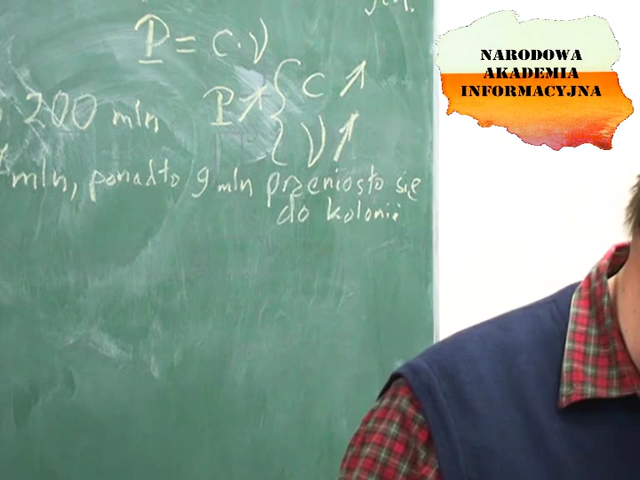 P = C · V
P↗ { C ↗
V ↗
200 mln
mln, ponadto 9 mln przeniosło się
do kolonii
NARODOWA
AKADEMIA
INFORMACYJNA